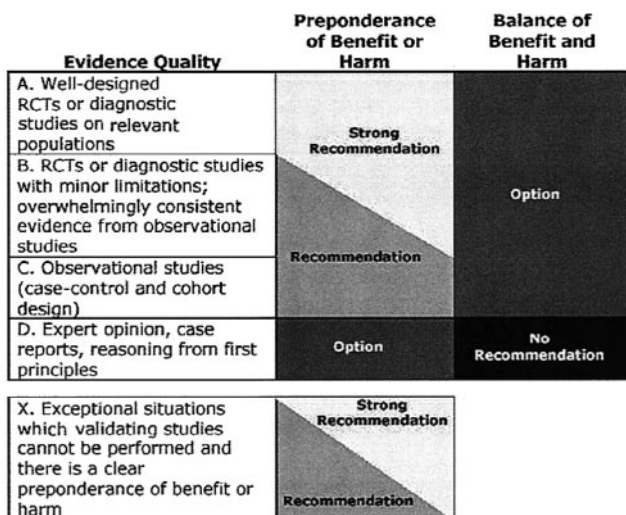 Preponderance
of Benefit or
Harm
Balance of
Benefit and
Harm
Evidence Quality
A. Well-designed
RCTs or diagnostic
studies on relevant
populations
Strong
Recommendation
B. RCTs or diagnostic studies
with minor limitations;
overwhelmingly consistent
evidence from observational
studies
Option
Recommendation
C. Observational studies
(case-control and cohort
design)
D. Expert opinion, case
reports, reasoning from first
principles
Option
No
Recommendation
X. Exceptional situations
which validating studies
cannot be performed and
there is a clear
preponderance of benefit or
harm
Strong
Recommendation
Recommendation